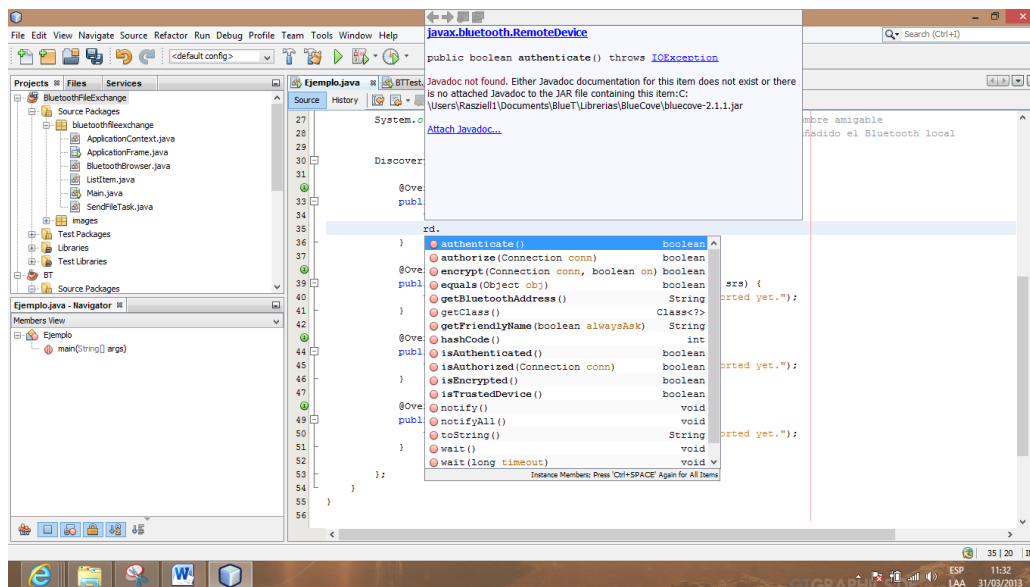 File Edit View Navigate Source Refactor Run Debug Profile Team Tools Window Help
Search (Ctrl+I)
<default config>
javax.bluetooth.RemoteDevice
public boolean authenticate() throws IOException
Javadoc not found. Either Javadoc documentation for this item does not exist or there
is no attached Javadoc to the JAR file containing this item:C:
\Users\Rasziell1\Documents\BlueT\Librerias\BlueCove\bluecove-2.1.1.jar
Attach Javadoc...
Projects Files Services
BluetoothFileExchange
Source Packages
bluetoothfileexchange
ApplicationContext.java
ApplicationFrame.java
BluetoothBrowser.java
ListItem.java
Main.java
SendFileTask.java
images
Test Packages
Libraries
Test Libraries
BT
Source Packages
Ejemplo.java - Navigator
Members View
Ejemplo
main(String[] args)
Ejemplo.java BTTest.
Source History
27 System.o mbre amigable
28 ñadido el Bluetooth local
29
30 Discover
31
@Ove
33 publ
34
35 rd.
36 }
37
@Ove
39 publ srs) {
40 orted yet.");
41 }
42
@Ove
44 publ
45 orted yet.");
46 }
47
@Ove
49 publ
50 orted yet.");
51 }
52
53 };
54 }
55 }
56
authenticate() boolean
authorize(Connection conn) boolean
encrypt(Connection conn, boolean on) boolean
equals(Object obj) boolean
getBluetoothAddress() String
getClass() Class<?>
getFriendlyName(boolean alwaysAsk) String
hashCode() int
isAuthenticated() boolean
isAuthorized(Connection conn) boolean
isEncrypted() boolean
isTrustedDevice() boolean
notify() void
notifyAll() void
toString() String
wait() void
wait(long timeout) void
Instance Members; Press 'Ctrl+SPACE' Again for All Items
35 | 20
ESP
LAA
11:32
31/03/2013